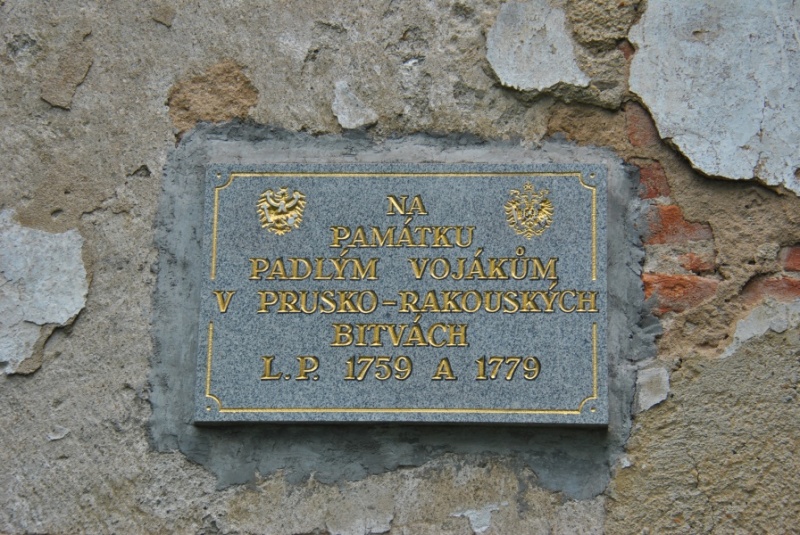 NA
PAMÁTKU
PADLÝM VOJÁKŮM
V PRUSKO-RAKOUSKÝCH
BITVÁCH
L.P. 1759 A 1779